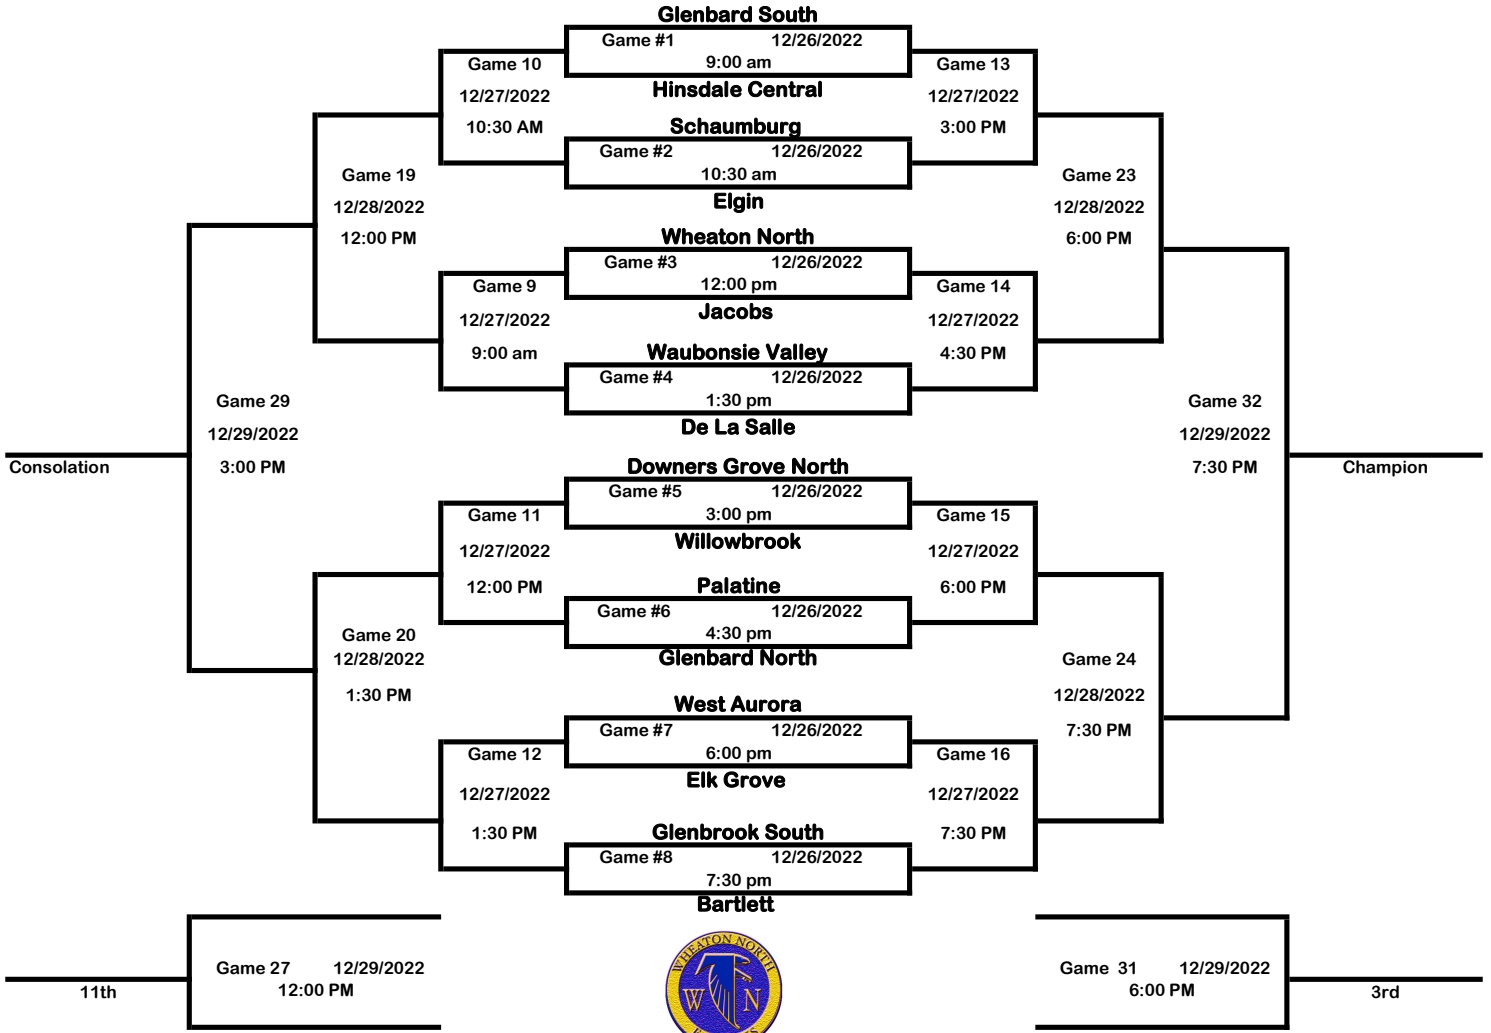 Glenbard South
Game #1 12/26/2022
Game 10 9:00 am Game 13
Hinsdale Central
12/27/2022 12/27/2022
10:30 AM Schaumburg 3:00 PM
Game #2 12/26/2022
Game 19 10:30 am Game 23
Elgin
12/28/2022 12/28/2022
12:00 PM Wheaton North 6:00 PM
Game #3 12/26/2022
Game 9 12:00 pm Game 14
Jacobs
12/27/2022 12/27/2022
9:00 am Waubonsie Valley 4:30 PM
Game #4 12/26/2022
Game 29 1:30 pm Game 32
De La Salle
12/29/2022 12/29/2022
Consolation 3:00 PM Downers Grove North 7:30 PM Champion
Game #5 12/26/2022
Game 11 3:00 pm Game 15
Willowbrook
12/27/2022 12/27/2022
12:00 PM Palatine 6:00 PM
Game #6 12/26/2022
Game 20 4:30 pm
12/28/2022 Glenbard North Game 24
1:30 PM West Aurora 12/28/2022
Game #7 12/26/2022 7:30 PM
Game 12 6:00 pm Game 16
Elk Grove
12/27/2022 12/27/2022
1:30 PM Glenbrook South 7:30 PM
Game #8 12/26/2022
7:30 pm
Bartlett
WHEATON NORTH
Game 27 12/29/2022 Game 31 12/29/2022
11th 12:00 PM W N 6:00 PM 3rd